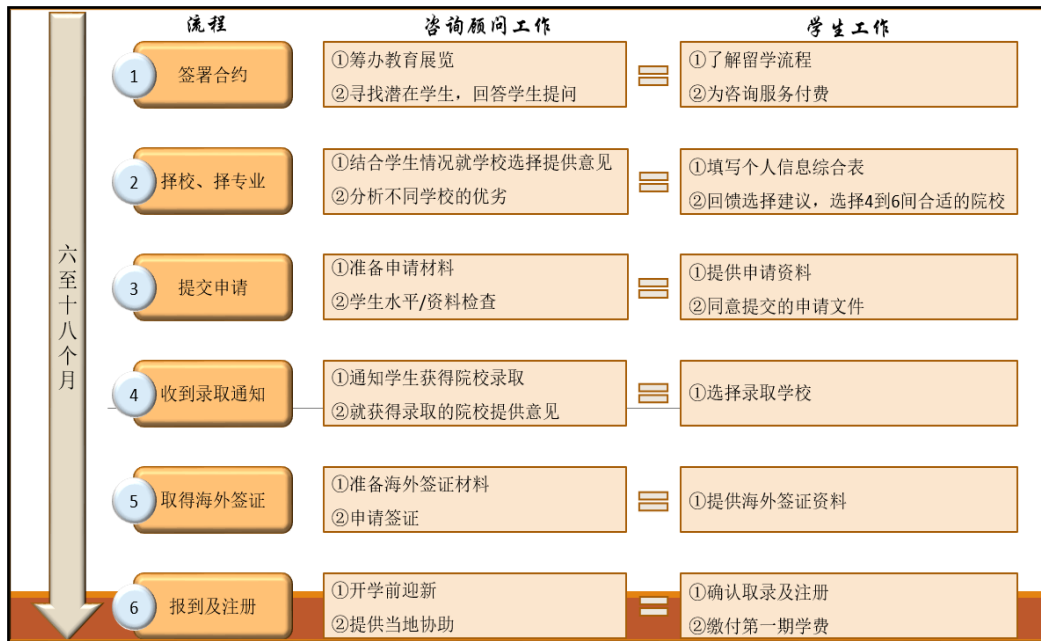 流程
咨询顾问工作
学生工作
六至十八个月
1
签署合约
①筹办教育展览
②寻找潜在学生，回答学生提问
①了解留学流程
②为咨询服务付费
2
择校、择专业
①结合学生情况就学校选择提供意见
②分析不同学校的优劣
①填写个人信息综合表
②回馈选择建议，选择4到6间合适的院校
3
提交申请
①准备申请材料
②学生水平/资料检查
①提供申请资料
②同意提交的申请文件
4
收到录取通知
①通知学生获得院校录取
②就获得录取的院校提供意见
①选择录取学校
5
取得海外签证
①准备海外签证材料
②申请签证
①提供海外签证资料
6
报到及注册
①开学前迎新
②提供当地协助
①确认取录及注册
②缴付第一期学费